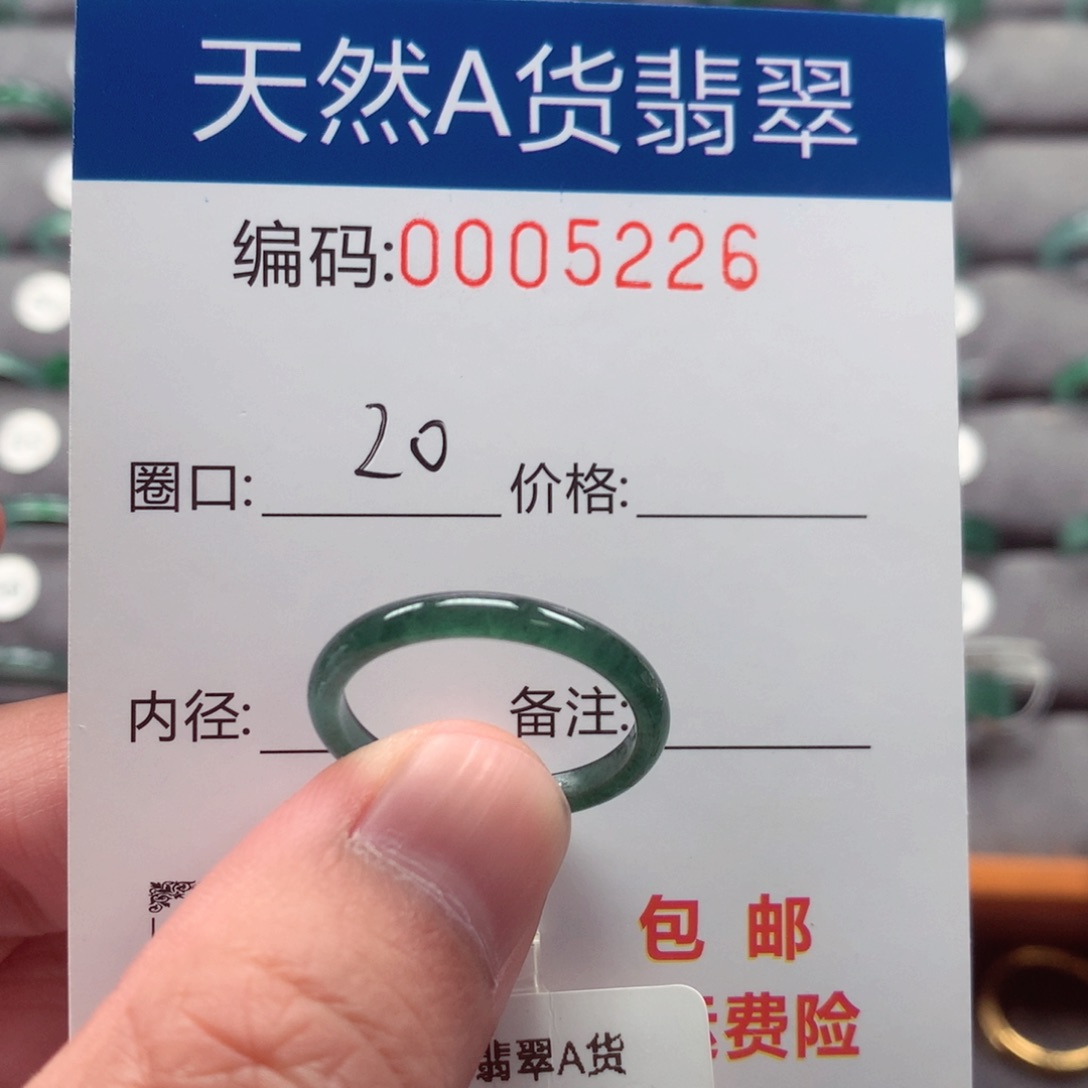 天然A货翡翠
编码:0005226
圈口: 20 价格:
内径: 备注:
包 邮
费险
翡翠A货